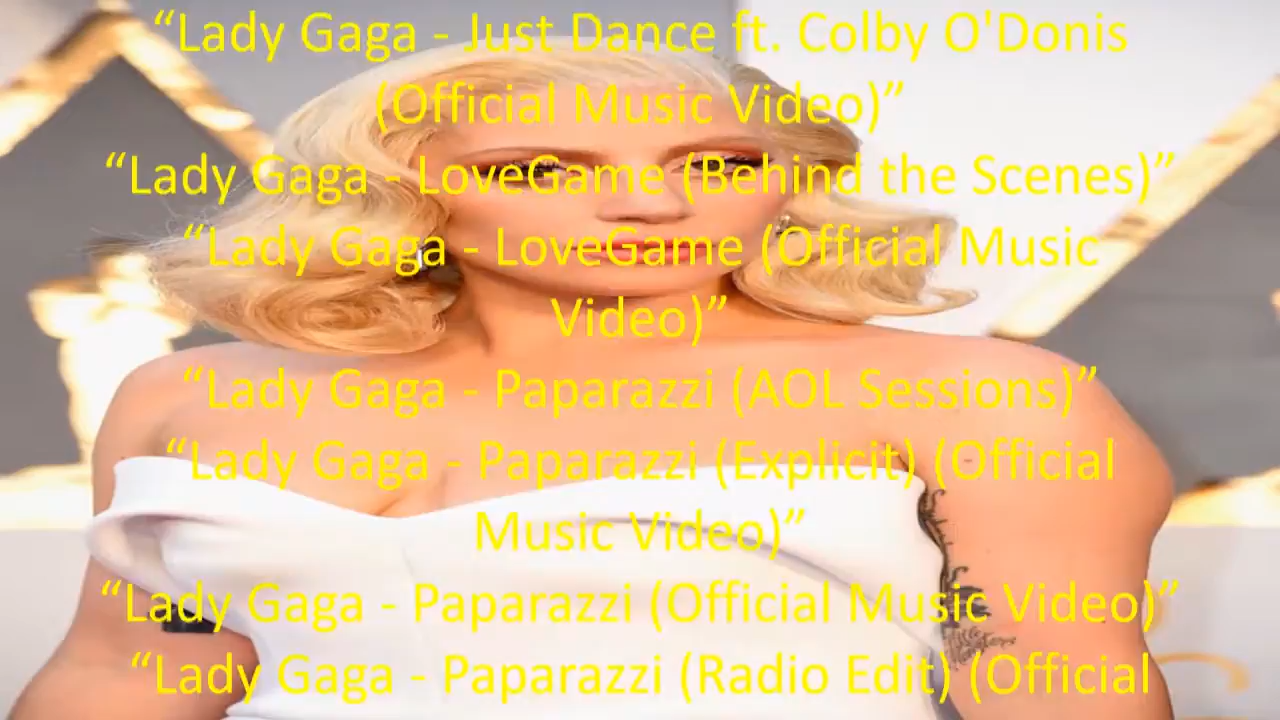 “Lady Gaga - Just Dance ft. Colby O'Donis
(Official Music Video)”
“Lady Gaga - LoveGame (Behind the Scenes)”
“Lady Gaga - LoveGame (Official Music
Video)”
“Lady Gaga - Paparazzi (AOL Sessions)”
“Lady Gaga - Paparazzi (Explicit) (Official
Music Video)”
“Lady Gaga - Paparazzi (Official Music Video)”
“Lady Gaga - Paparazzi (Radio Edit) (Official